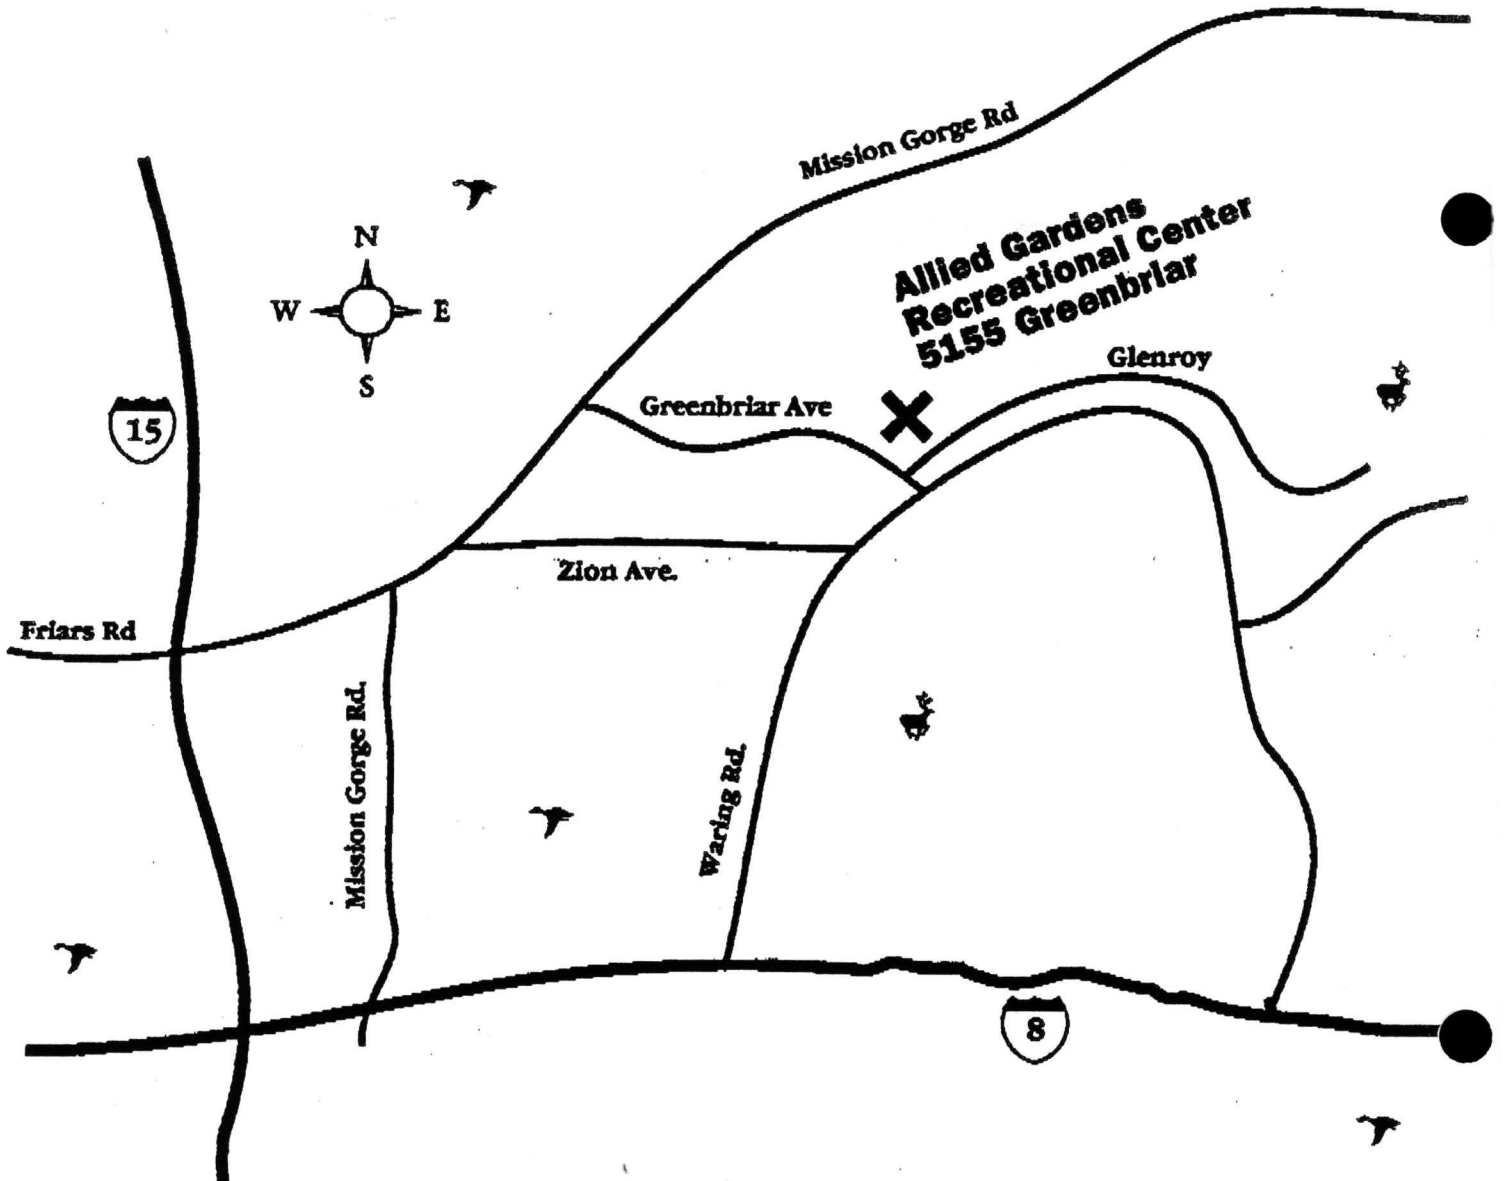 Mission Gorge Rd
Allied Gardens
Recreational Center
5155 Greenbriar
N
W E
S
Glenroy
Greenbriar Ave
15
Zion Ave.
Friars Rd
Mission Gorge Rd.
Waring Rd.
8